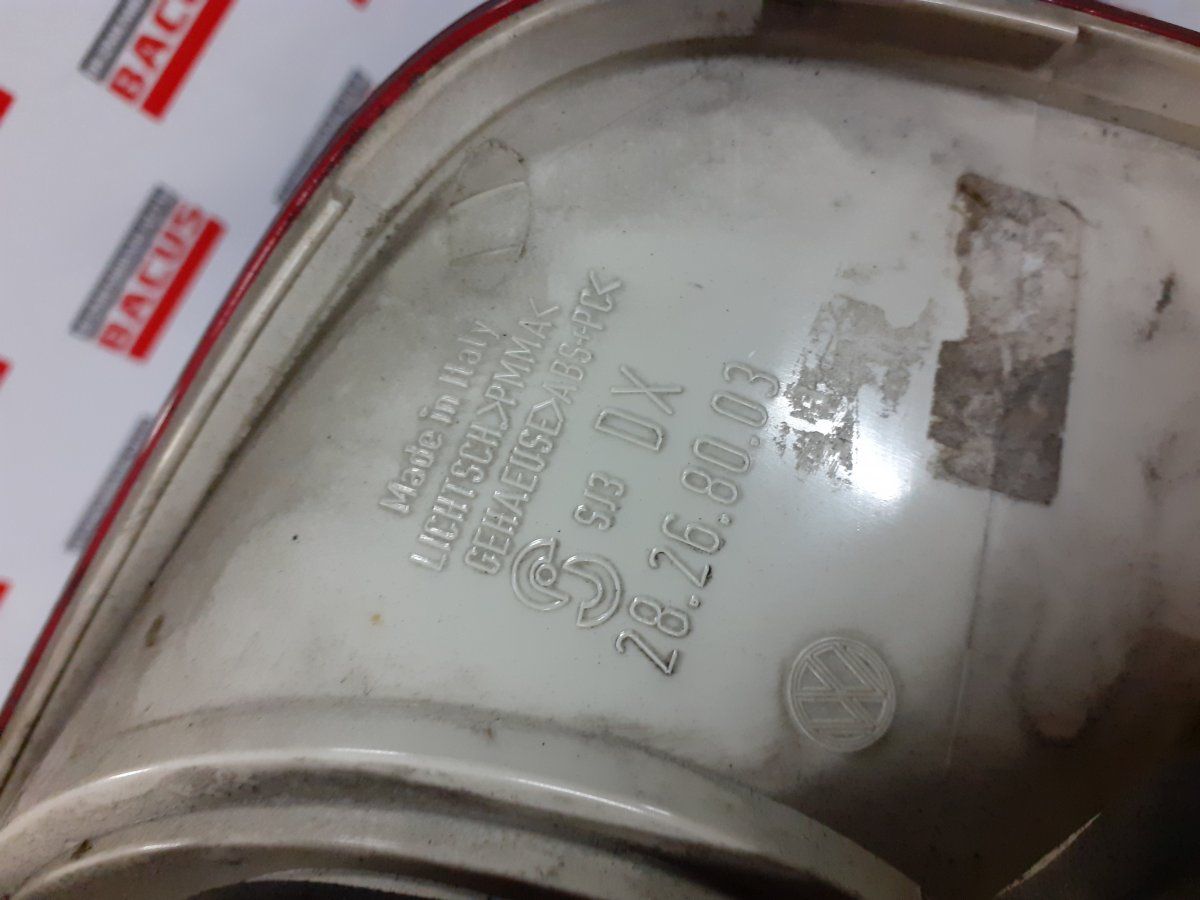 BACUS
BACUS
Made in Italy
LICHTSCH>PMMA<
GEHAEUSE>ABS+PC<
SJ3 DX
28.26.80.03